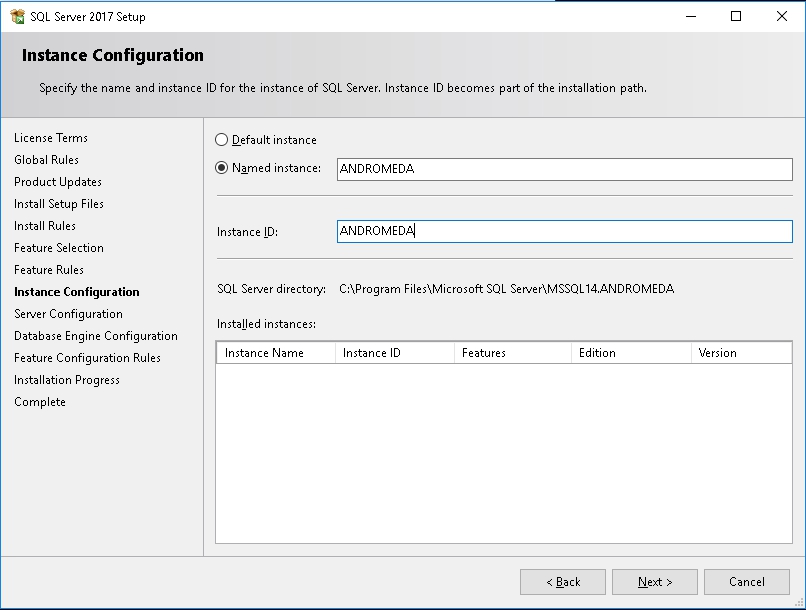 SQL Server 2017 Setup
Instance Configuration
Specify the name and instance ID for the instance of SQL Server. Instance ID becomes part of the installation path.
License Terms
Global Rules
Product Updates
Install Setup Files
Install Rules
Feature Selection
Feature Rules
Instance Configuration
Server Configuration
Database Engine Configuration
Feature Configuration Rules
Installation Progress
Complete
Default instance
Named instance: ANDROMEDA
Instance ID: ANDROMEDA
SQL Server directory: C:\Program Files\Microsoft SQL Server\MSSQL14.ANDROMEDA
Installed instances:
Instance Name Instance ID Features Edition Version
< Back Next > Cancel